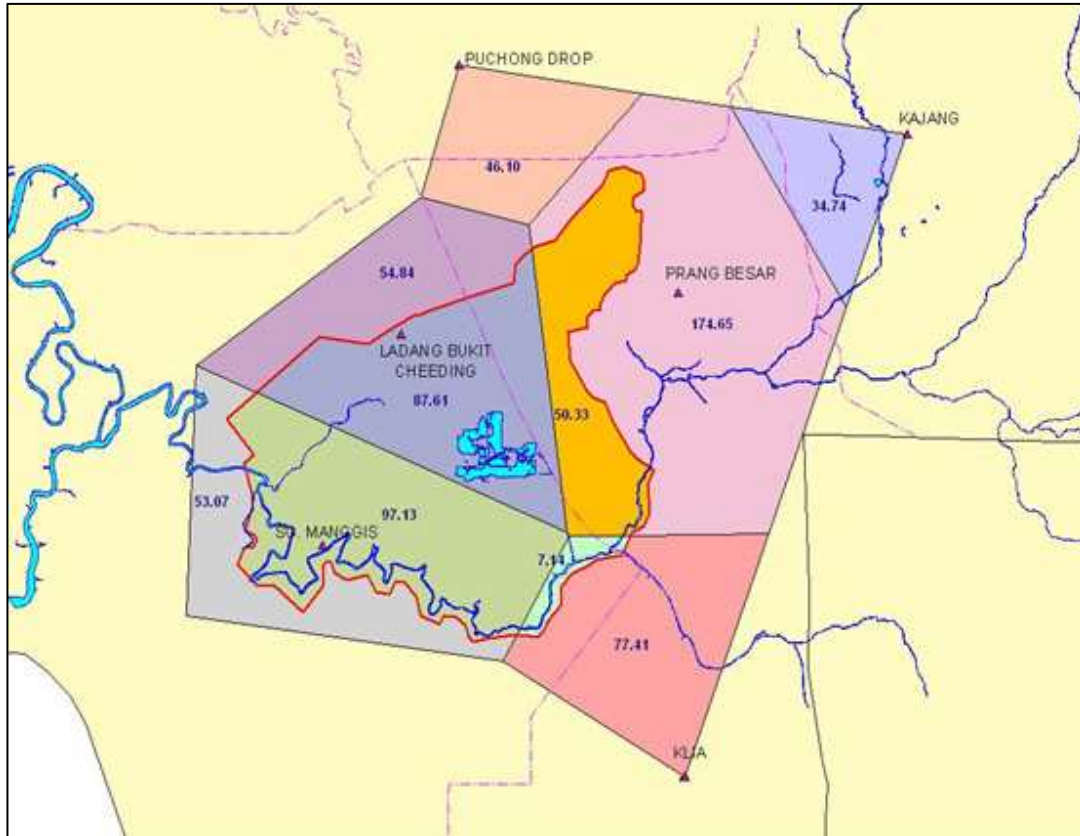 PUCHONG DROP
KAJANG
46.10
34.74
54.84
PRANG BESAR
174.65
LADANG BUKIT
CHEEDING
87.61
50.33
53.07
97.13
SG. MANGGIS
7.14
77.41
KLIA